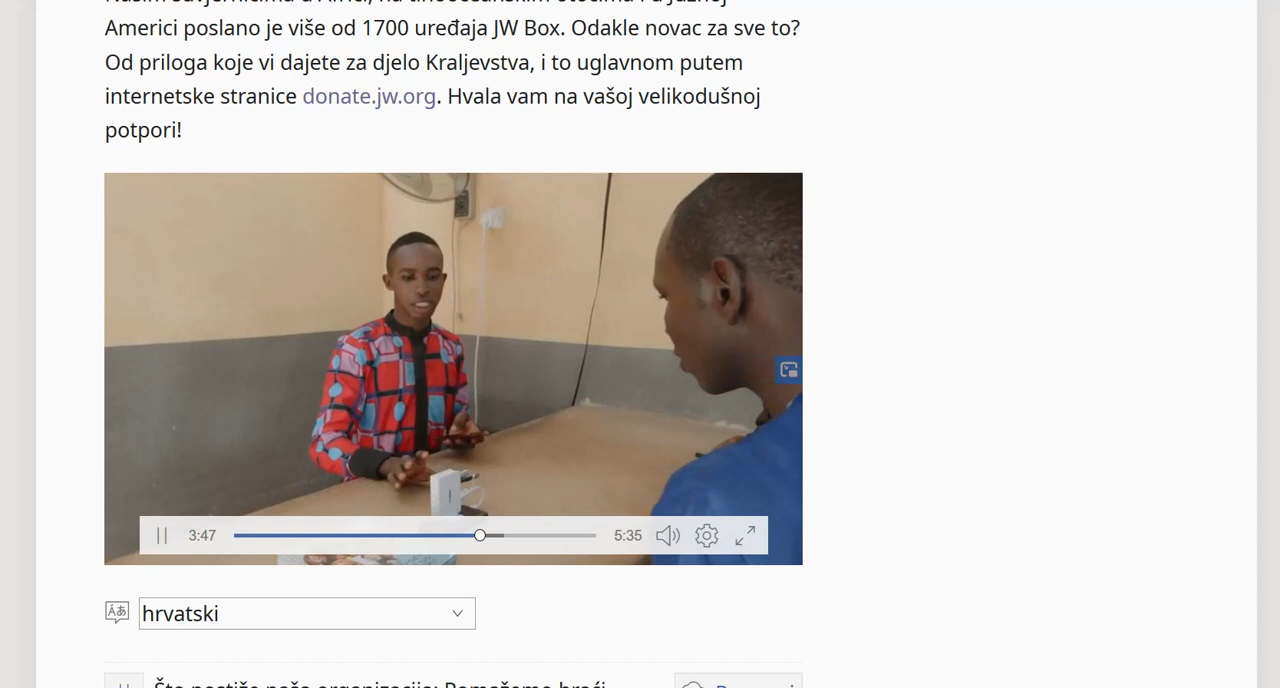 Americi poslano je više od 1700 uređaja JW Box. Odakle novac za sve to?
Od priloga koje vi dajete za djelo Kraljevstva, i to uglavnom putem
internetske stranice donate.jw.org. Hvala vam na vašoj velikodušnoj
potpori!
3:47
5:35
hrvatski